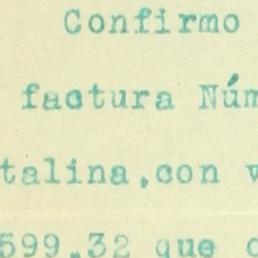 Confirmo
factura Núm
talina,con v
599.32 que